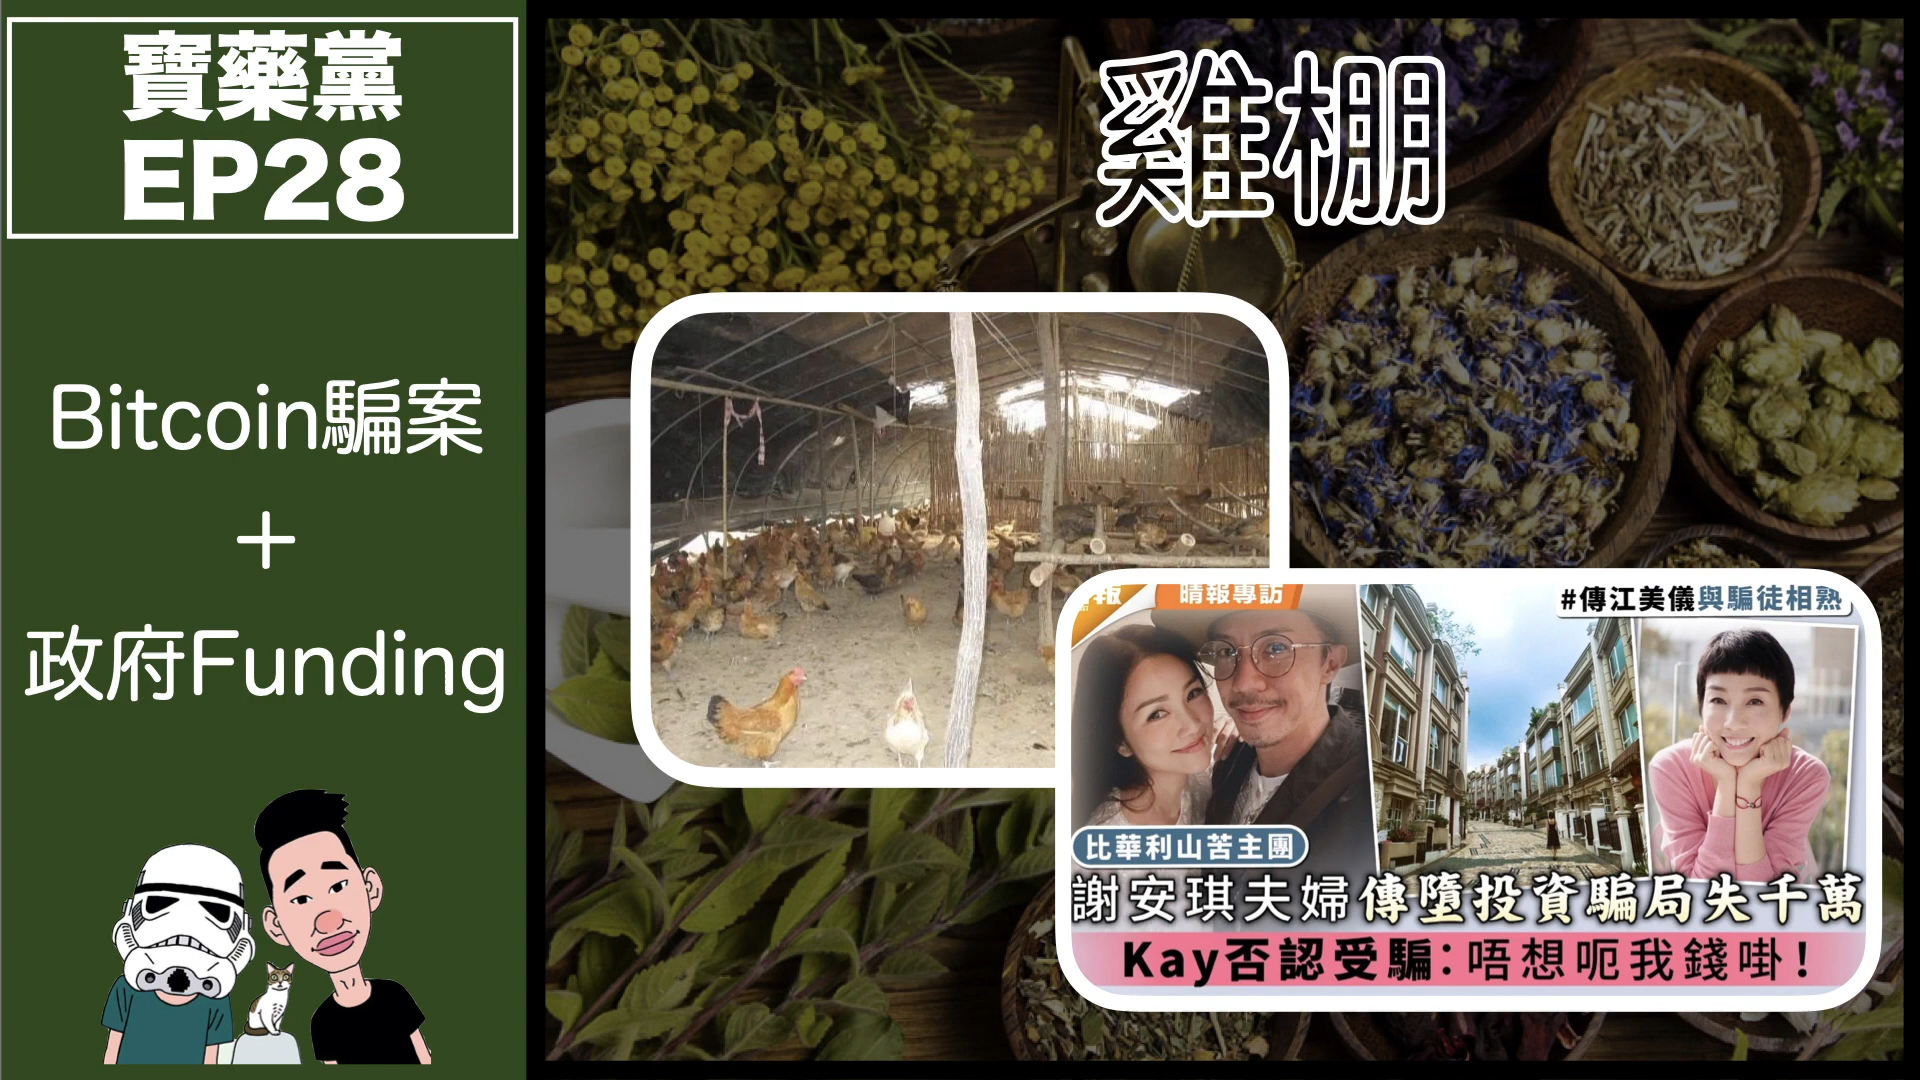 寶藥黨
EP28
Bitcoin騙案
+
政府Funding
雞棚
報
晴報專訪
#傳江美儀與騙徒相熟
比華利山苦主團
謝安琪夫婦傳墮投資騙局失千萬
Kay否認受騙：唔想呃我錢啩！